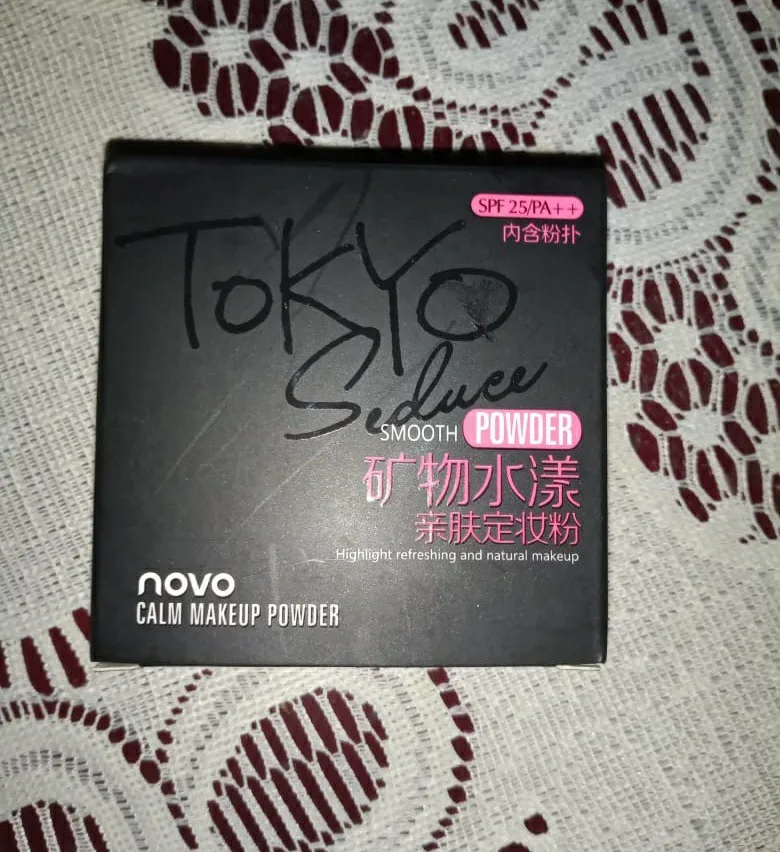 SPF 25/PA++
内含粉扑
TOKYO
Seduce
SMOOTH POWDER
矿物水漾
亲肤定妆粉
Highlight refreshing and natural makeup
novo
CALM MAKEUP POWDER